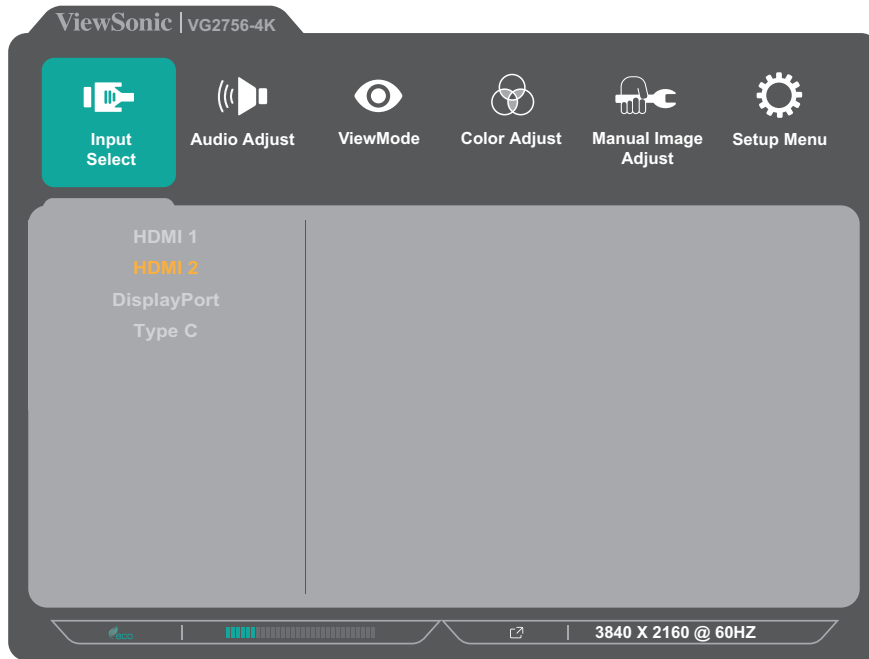 ViewSonic | VG2756-4K
Input
Select
Audio Adjust
ViewMode
Color Adjust
Manual Image
Adjust
Setup Menu
HDMI 1
HDMI 2
DisplayPort
Type C
ECO
3840 X 2160 @ 60HZ